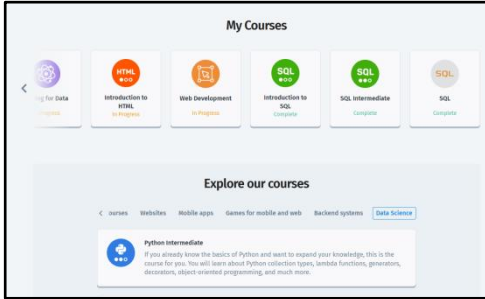 My Courses
HTML
SQL
SQL
SQL
g for Data
Introduction to
HTML
Web Development
Introduction to
SQL
SQL Intermediate
SQL
In Progress
In Progress
Complete
Complete
Complete
Explore our courses
ourses Websites Mobile apps Games for mobile and web Backend systems Data Science
Python Intermediate
If you already know the basics of Python and want to expand your knowledge, this is the
course for you. You will learn about Python collection types, lambda functions, generators,
decorators, object-oriented programming, and much more.